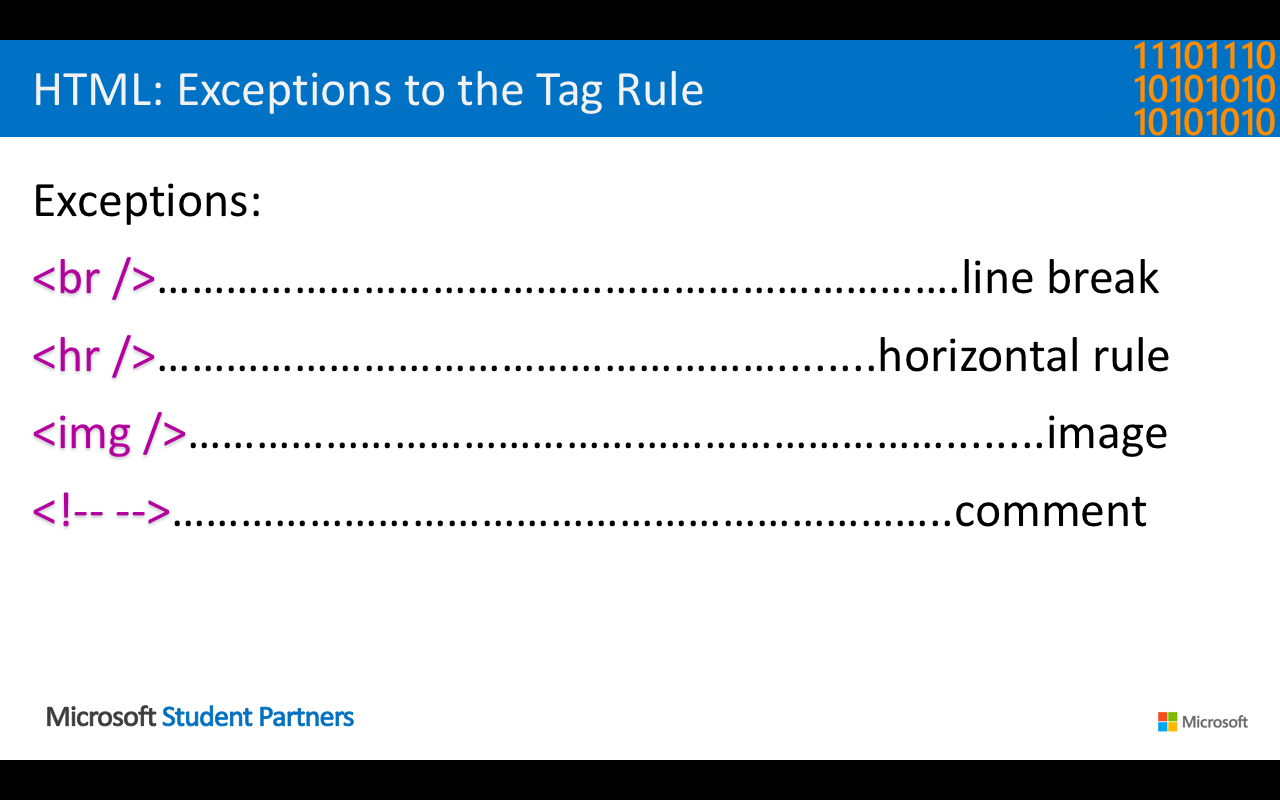 HTML: Exceptions to the Tag Rule
11101110
10101010
10101010
Exceptions:
<br />…………………………………………………………….line break
<hr />……………………………………………….........horizontal rule
<img />…………………………………………………………..........image
<!-- -->…………………………………………………………..comment
Microsoft Student Partners
Microsoft